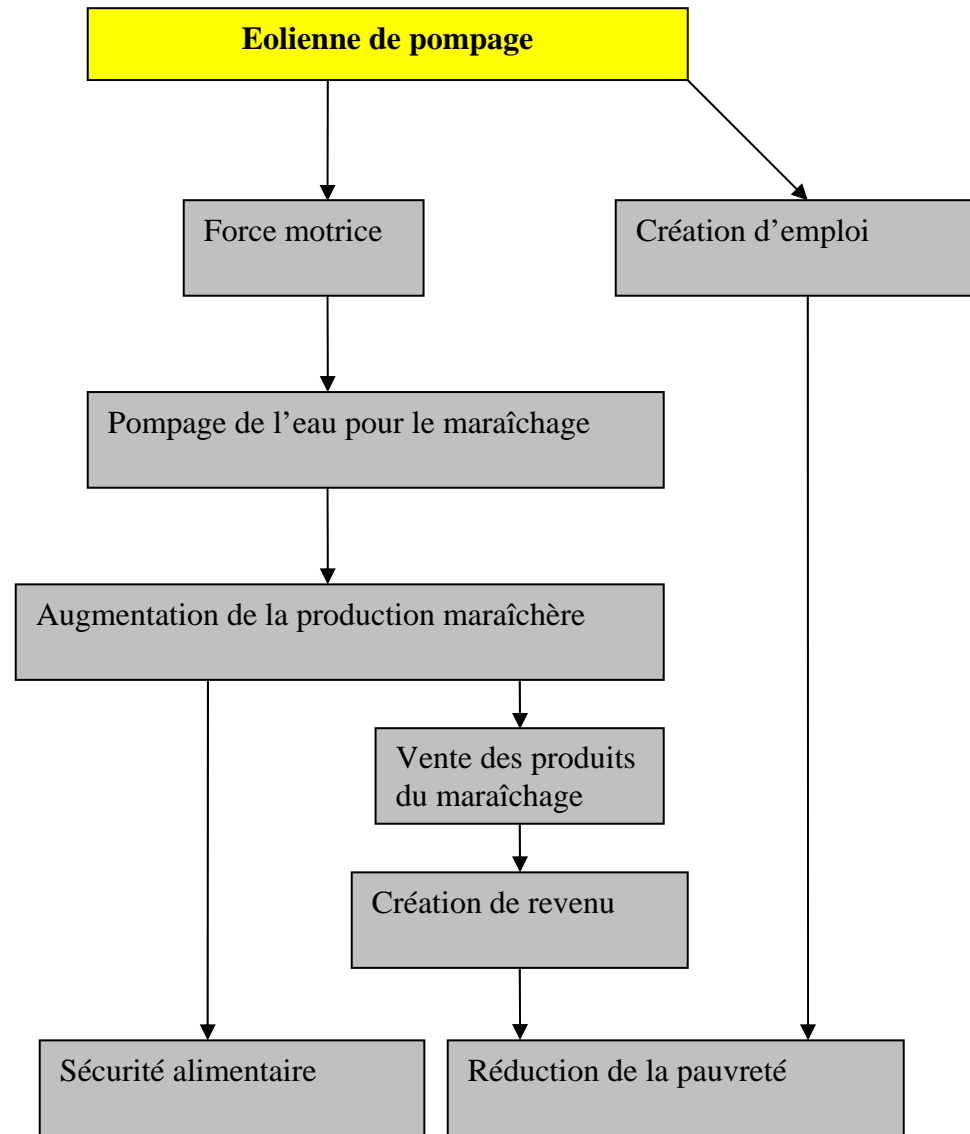 Eolienne de pompage
Force motrice
Création d’emploi
Pompage de l’eau pour le maraîchage
Augmentation de la production maraîchère
Vente des produits
du maraîchage
Création de revenu
Sécurité alimentaire
Réduction de la pauvreté